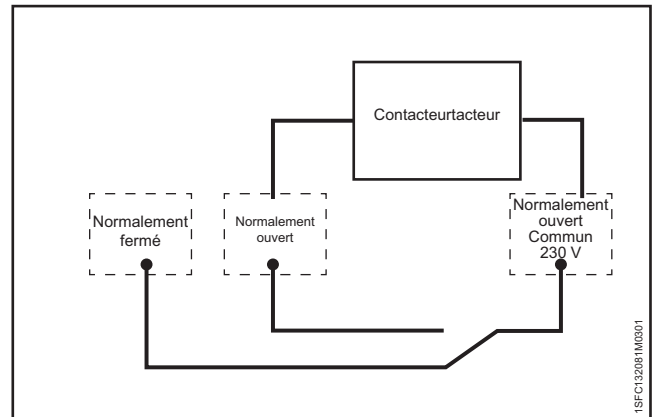 Contacteurtacteur
Normalement
fermé
Normalement
ouvert
Normalement
ouvert
Commun
230 V
1SFC132081M0301